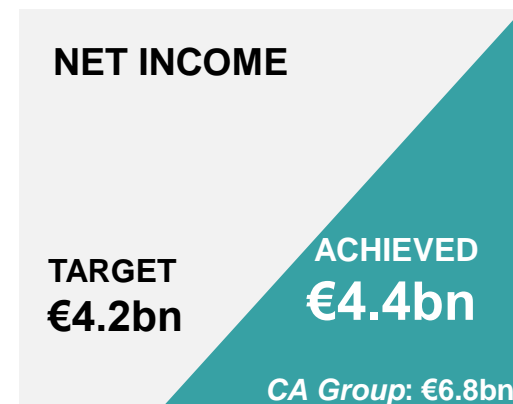 NET INCOME
TARGET
€4.2bn
ACHIEVED
€4.4bn
CA Group: €6.8bn